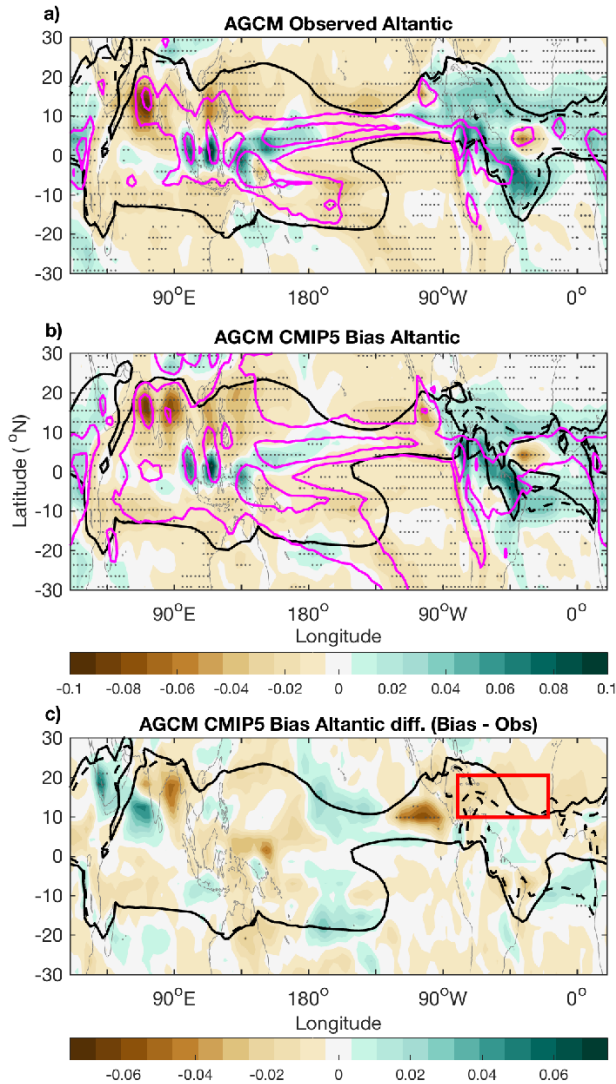 a)
AGCM Observed Altantic
30
20
10
0
-10
-20
-30
90°E 180°W 90°W 0°
b)
AGCM CMIP5 Bias Altantic
Latitude ( °N)
30
20
10
0
-10
-20
-30
90°E 180°W 90°W 0°
Longitude
-0.1 -0.08 -0.06 -0.04 -0.02 0 0.02 0.04 0.06 0.08 0.1
c)
AGCM CMIP5 Bias Altantic diff. (Bias - Obs)
30
20
10
0
-10
-20
-30
90°E 180°W 90°W 0°
Longitude
-0.06 -0.04 -0.02 0 0.02 0.04 0.06